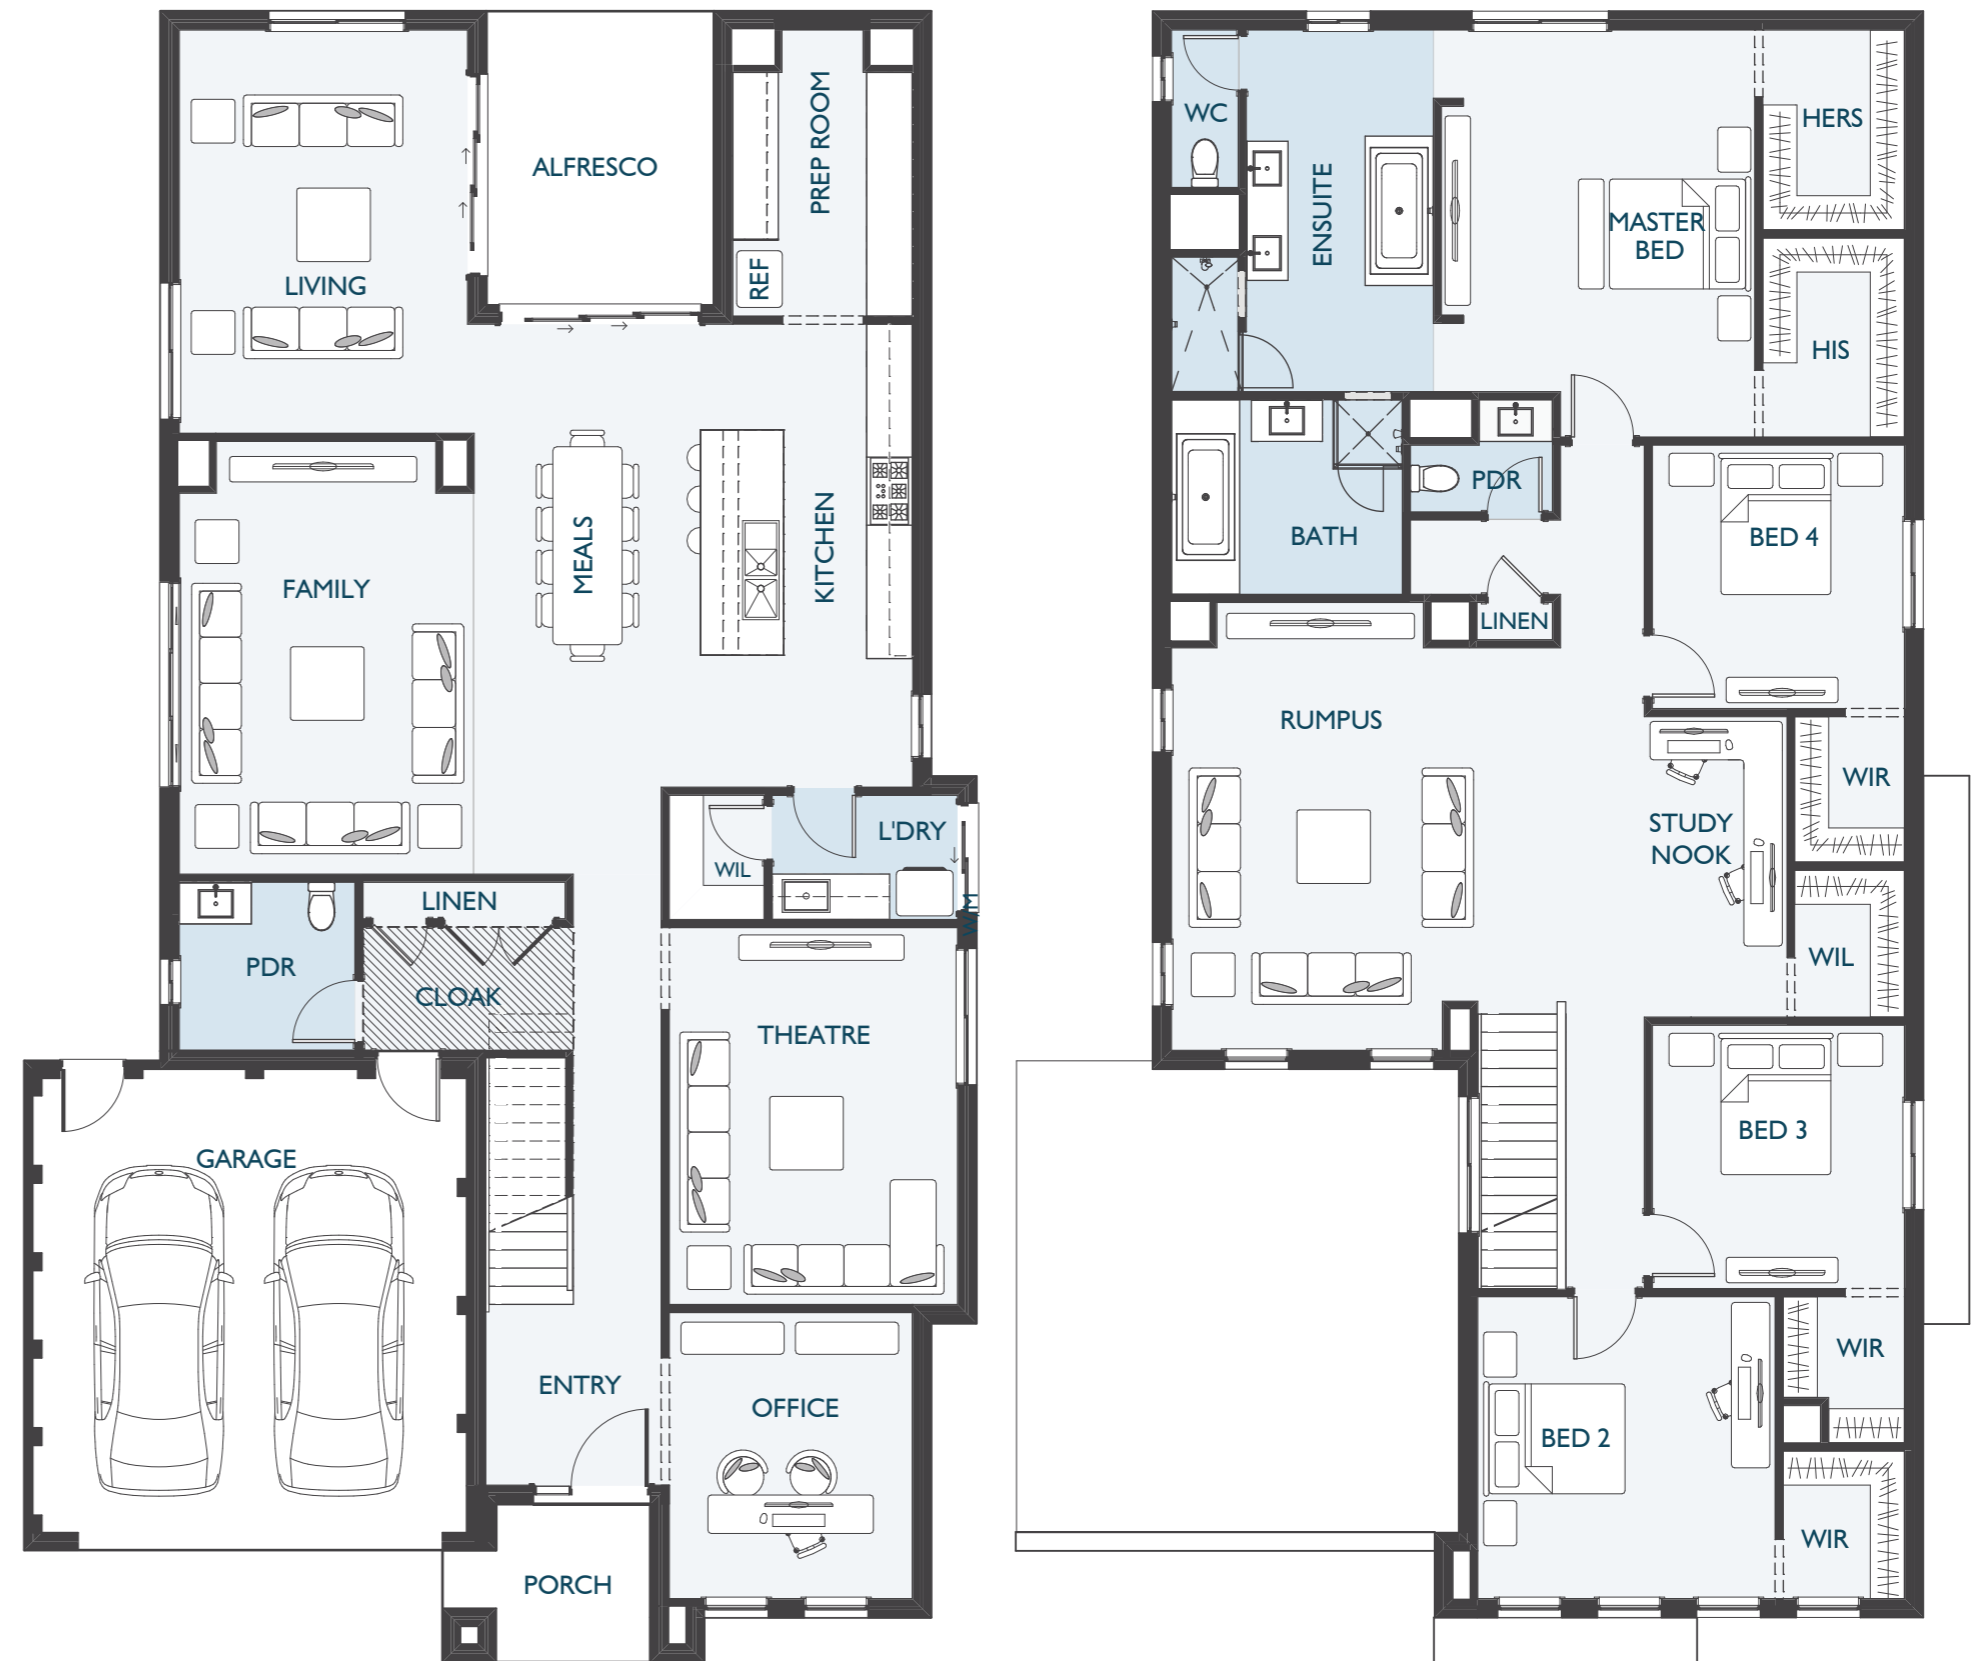 ALFRESCO
PREP ROOM
REF
LIVING
MEALS
KITCHEN
FAMILY
L'DRY
WIL
W/M
LINEN
PDR
CLOAK
THEATRE
GARAGE
ENTRY
OFFICE
PORCH
WC
ENSUITE
HERS
MASTER
BED
HIS
PDR
BATH
BED 4
LINEN
RUMPUS
WIR
STUDY
NOOK
WIL
BED 3
WIR
BED 2
WIR